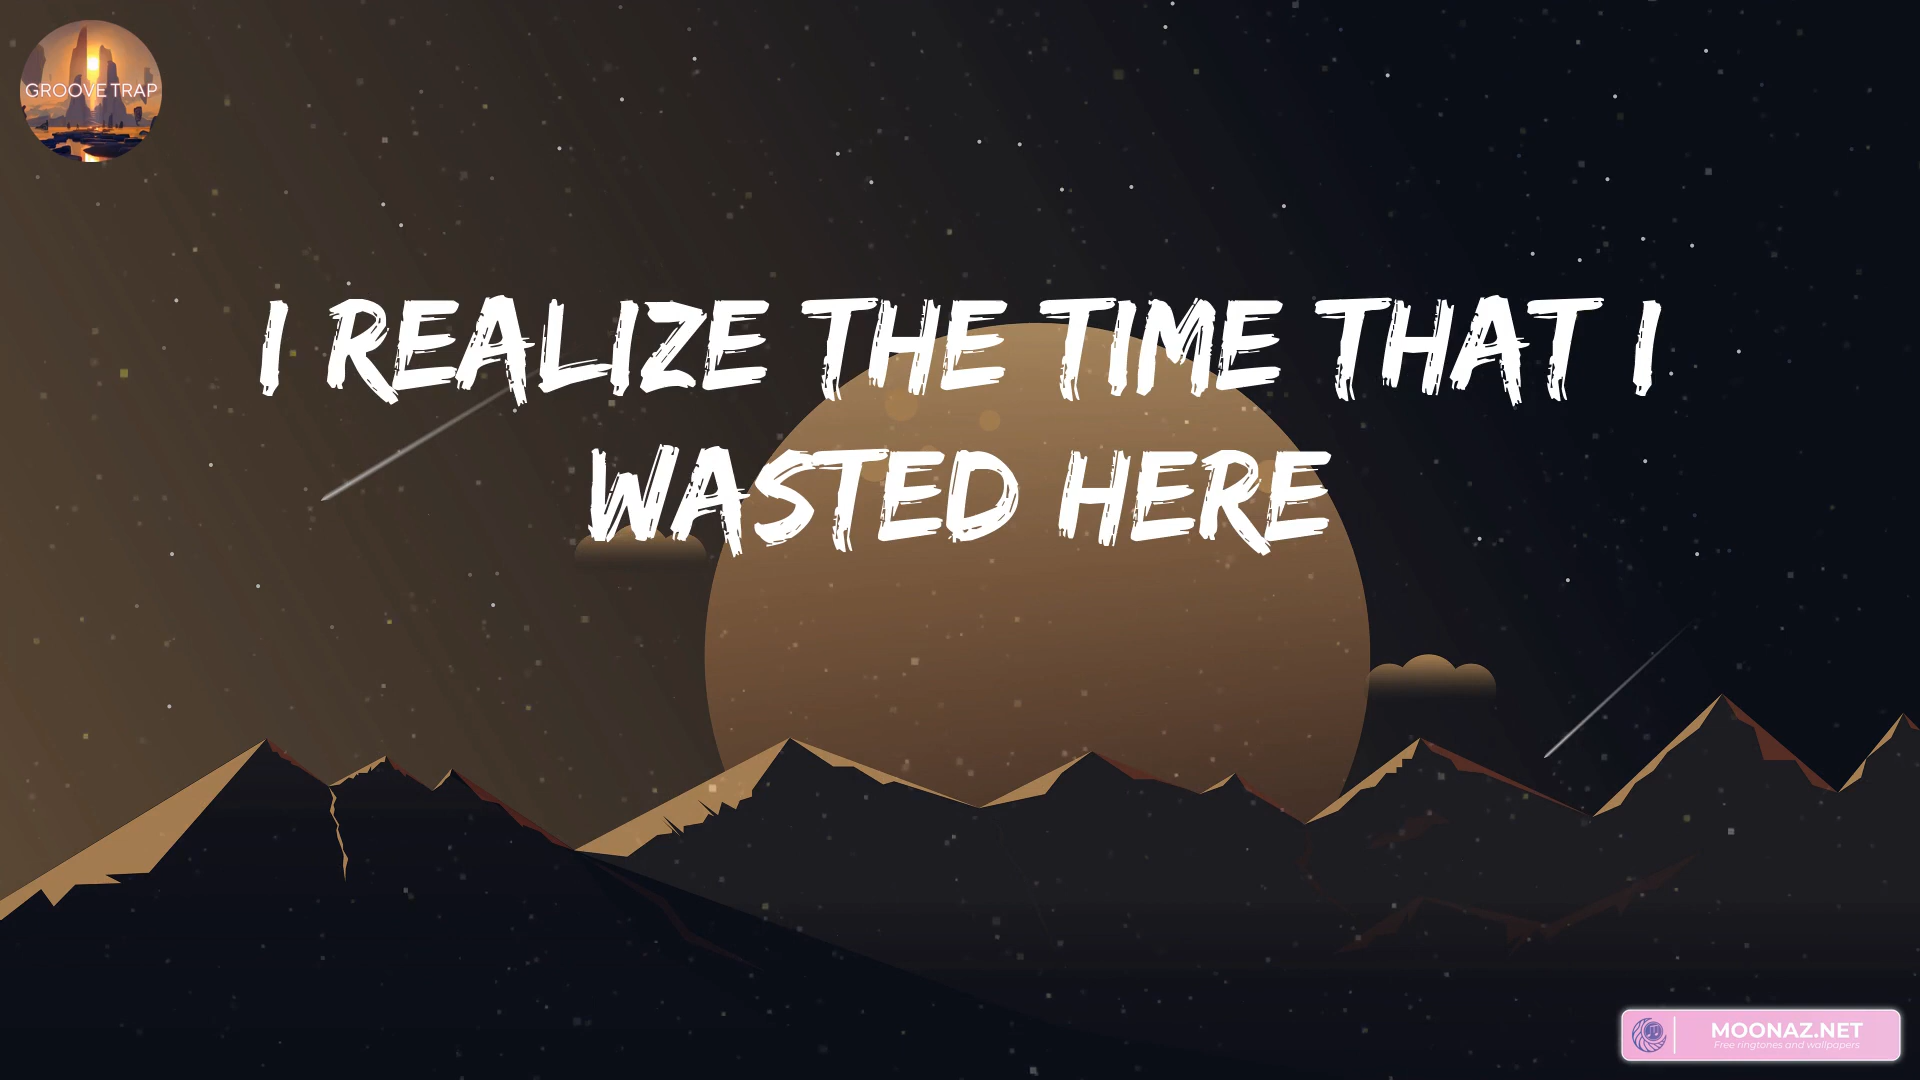 GROOVE TRAP
I REALIZE THE TIME THAT I
WASTED HERE
MOONAZ.NET
Free ringtones and wallpapers